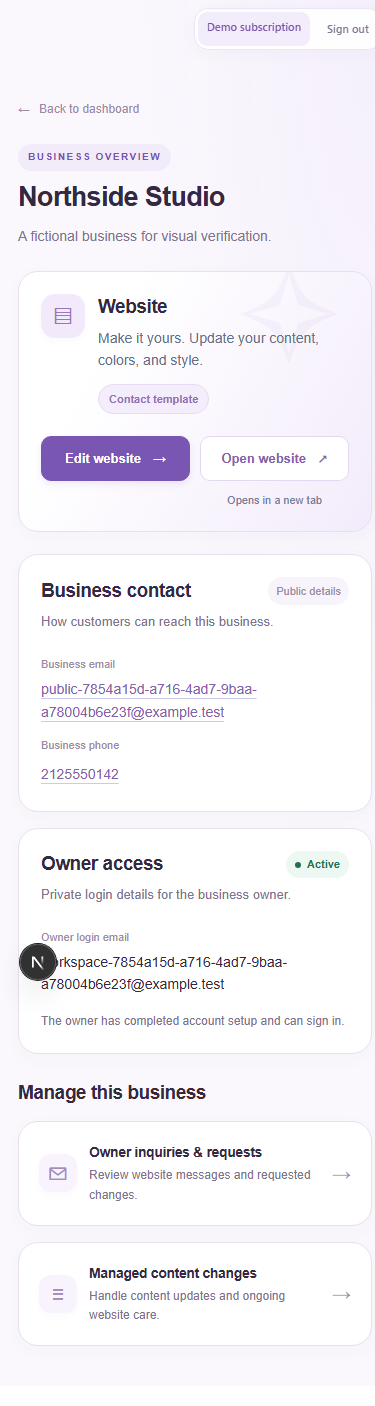 Demo subscription
Sign out
← Back to dashboard
BUSINESS OVERVIEW
Northside Studio
A fictional business for visual verification.
Website
Make it yours. Update your content,
colors, and style.
Contact template
Edit website →
Open website ↗
Opens in a new tab
Business contact
Public details
How customers can reach this business.
Business email
public-7854a15d-a716-4ad7-9baa-
a78004b6e23f@example.test
Business phone
2125550142
Owner access
Active
Private login details for the business owner.
Owner login email
N
orkspace-7854a15d-a716-4ad7-9baa-
a78004b6e23f@example.test
The owner has completed account setup and can sign in.
Manage this business
Owner inquiries & requests
Review website messages and requested
changes.
→
Managed content changes
Handle content updates and ongoing
website care.
→